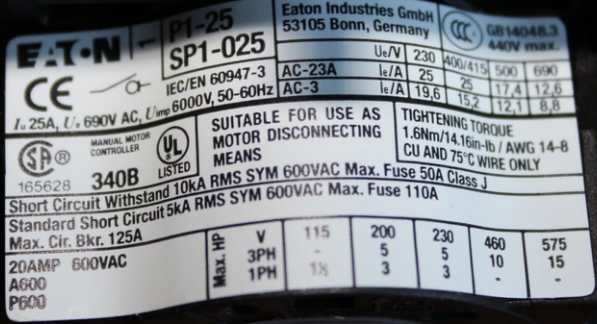 EATON
1
P1-25
SP1-025
Eaton Industries GmbH
53105 Bonn, Germany
CCC
GB14048.3
440V max.
CE
IEC/EN 60947-3
Iu 25A, Ue 690V AC, Uimp 6000V, 50-60Hz
Ue/V 230 400/415 500 690
AC-23A Ie/A 25 25 17,4 12,6
AC-3 Ie/A 19,6 15,2 12,1 8,8
SA ®
165628
MANUAL MOTOR
CONTROLLER
340B
UL ®
LISTED
SUITABLE FOR USE AS
MOTOR DISCONNECTING
MEANS
TIGHTENING TORQUE
1.6Nm/14.16in-lb / AWG 14-8
CU AND 75°C WIRE ONLY
Short Circuit Withstand 10kA RMS SYM 600VAC Max. Fuse 50A Class J
Standard Short Circuit 5kA RMS SYM 600VAC Max. Fuse 110A
Max. Cir. Bkr. 125A
20AMP 600VAC
A600
P600
Max. HP
V 115 200 230 460 575
3PH - 5 5 10 15
1PH 1½ 3 3 - -